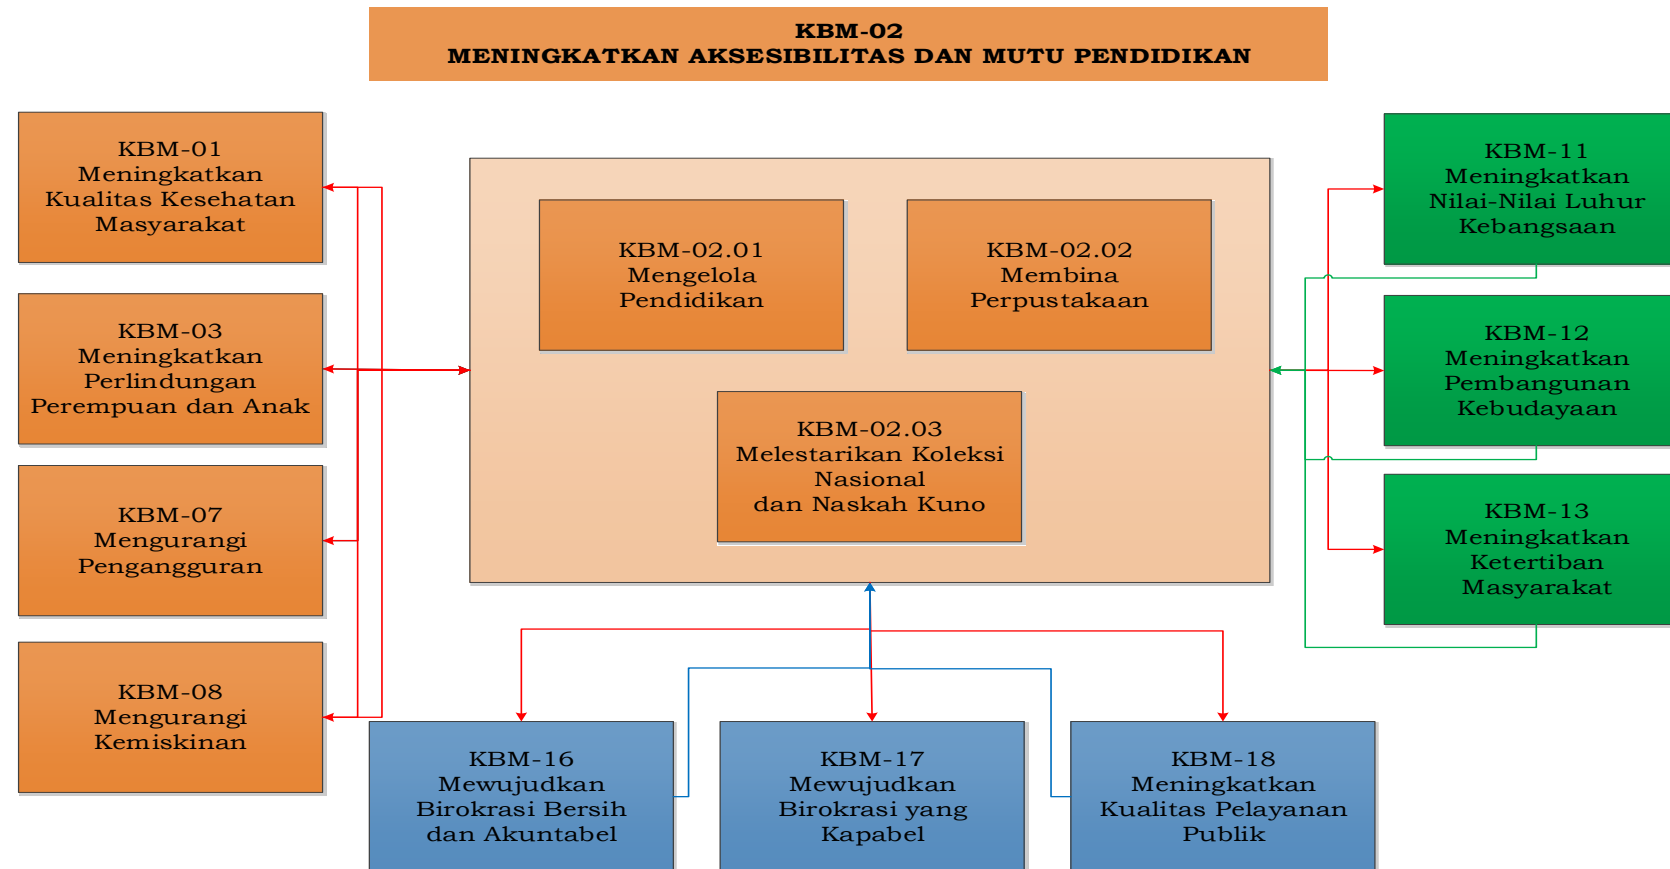 KBM-02
MENINGKATKAN AKSESIBILITAS DAN MUTU PENDIDIKAN
KBM-01
Meningkatkan
Kualitas Kesehatan
Masyarakat
KBM-03
Meningkatkan
Perlindungan
Perempuan dan Anak
KBM-07
Mengurangi
Pengangguran
KBM-08
Mengurangi
Kemiskinan
KBM-02.01
Mengelola
Pendidikan
KBM-02.02
Membina
Perpustakaan
KBM-02.03
Melestarikan Koleksi
Nasional
dan Naskah Kuno
KBM-11
Meningkatkan
Nilai-Nilai Luhur
Kebangsaan
KBM-12
Meningkatkan
Pembangunan
Kebudayaan
KBM-13
Meningkatkan
Ketertiban
Masyarakat
KBM-16
Mewujudkan
Birokrasi Bersih
dan Akuntabel
KBM-17
Mewujudkan
Birokrasi yang
Kapabel
KBM-18
Meningkatkan
Kualitas Pelayanan
Publik